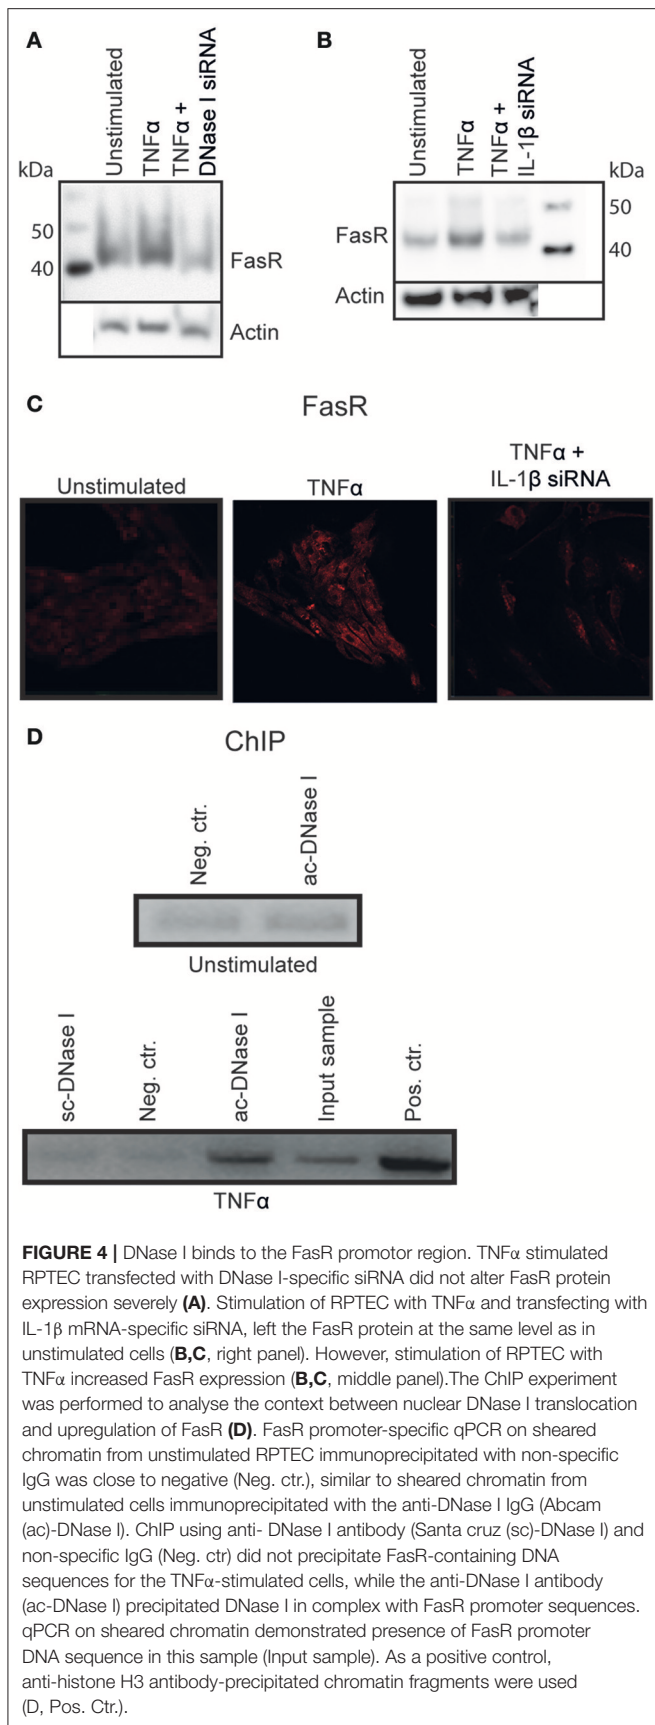 A
Unstimulated
TNFα
TNFα +
DNase I siRNA
kDa
50
40
FasR
Actin
B
Unstimulated
TNFα
TNFα +
IL-1β siRNA
kDa
50
40
FasR
Actin
C
FasR
Unstimulated
TNFα
TNFα +
IL-1β siRNA
D
ChIP
Neg. ctr.
ac-DNase I
Unstimulated
sc-DNase I
Neg. ctr.
ac-DNase I
Input sample
Pos. ctr.
TNFα
FIGURE 4 | DNase I binds to the FasR promotor region. TNFα stimulated
RPTEC transfected with DNase I-specific siRNA did not alter FasR protein
expression severely (A). Stimulation of RPTEC with TNFα and transfecting with
IL-1β mRNA-specific siRNA, left the FasR protein at the same level as in
unstimulated cells (B,C, right panel). However, stimulation of RPTEC with
TNFα increased FasR expression (B,C, middle panel).The ChIP experiment
was performed to analyse the context between nuclear DNase I translocation
and upregulation of FasR (D). FasR promoter-specific qPCR on sheared
chromatin from unstimulated RPTEC immunoprecipitated with non-specific
IgG was close to negative (Neg. ctr.), similar to sheared chromatin from
unstimulated cells immunoprecipitated with the anti-DNase I IgG (Abcam
(ac)-DNase I). ChIP using anti- DNase I antibody (Santa cruz (sc)-DNase I) and
non-specific IgG (Neg. ctr) did not precipitate FasR-containing DNA
sequences for the TNFα-stimulated cells, while the anti-DNase I antibody
(ac-DNase I) precipitated DNase I in complex with FasR promoter sequences.
qPCR on sheared chromatin demonstrated presence of FasR promoter
DNA sequence in this sample (Input sample). As a positive control,
anti-histone H3 antibody-precipitated chromatin fragments were used
(D, Pos. Ctr.).